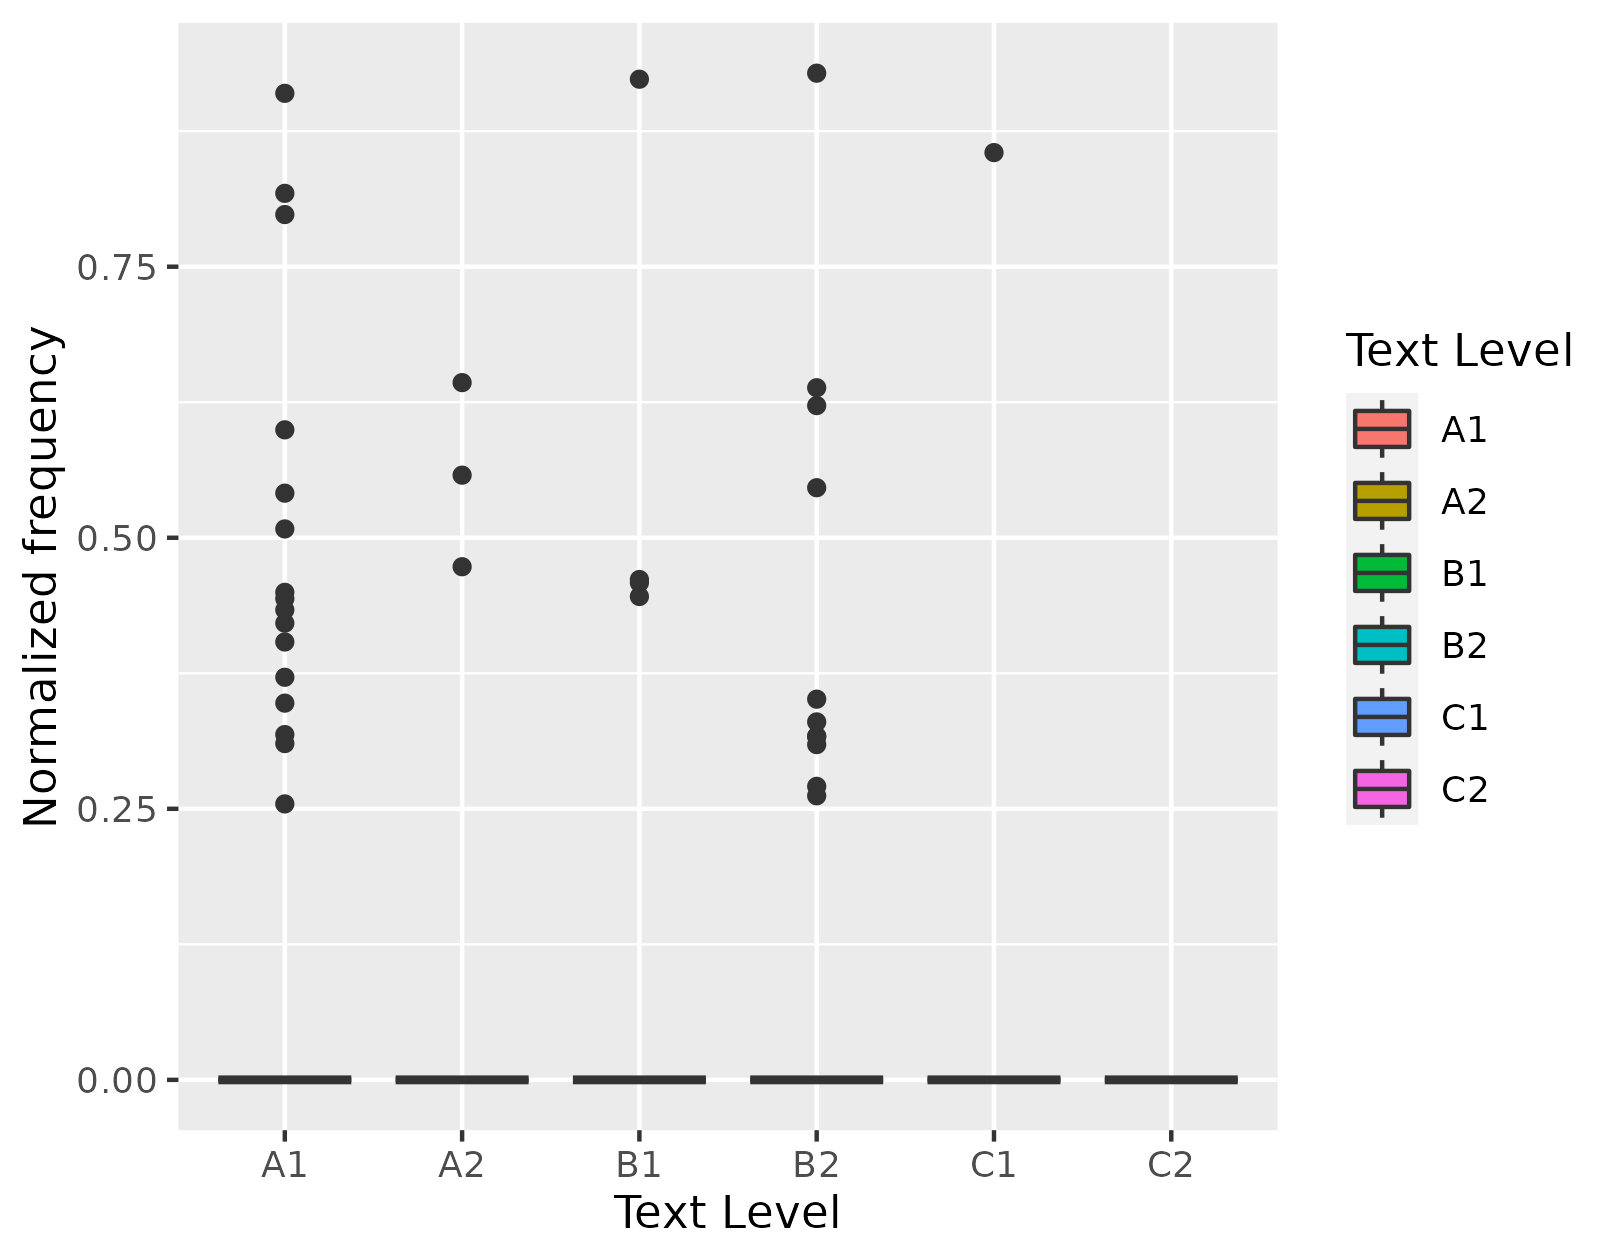 Normalized frequency
0.75
0.50
0.25
0.00
A1 A2 B1 B2 C1 C2
Text Level
Text Level
A1
A2
B1
B2
C1
C2